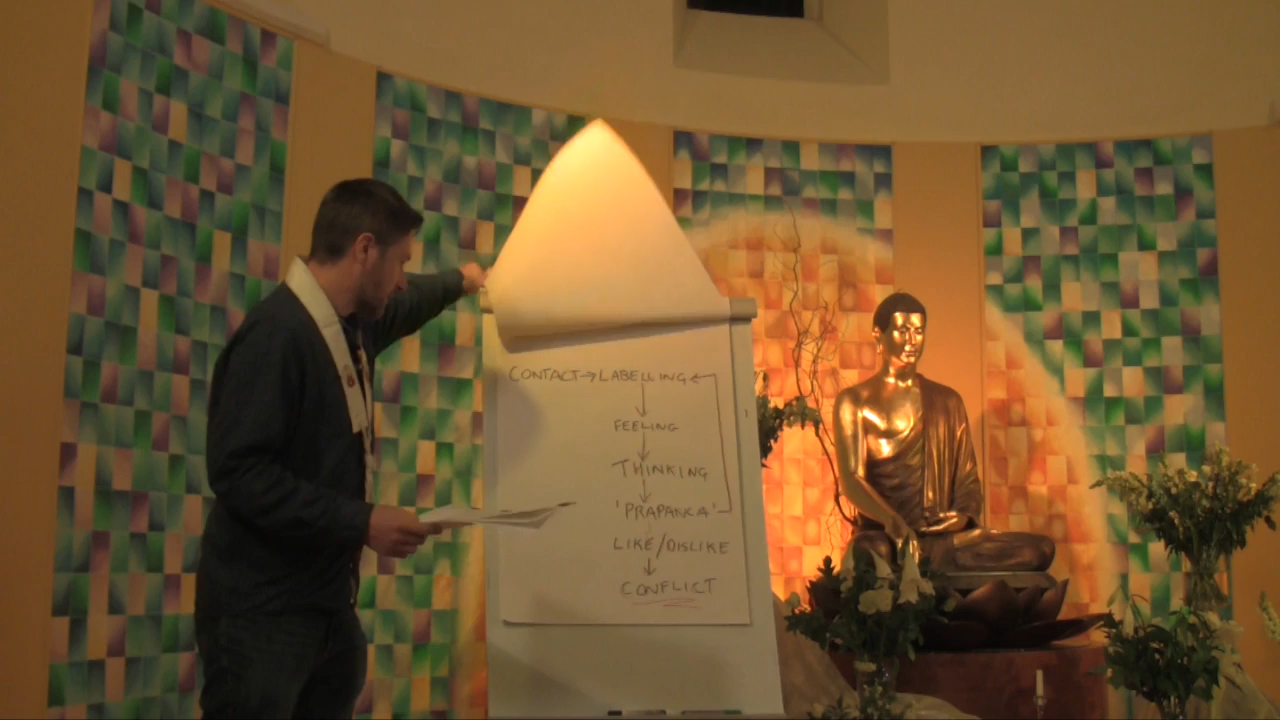 CONTACT→LABELLING
FEELING
THINKING
'PRAPANCA'
LIKE/DISLIKE
CONFLICT